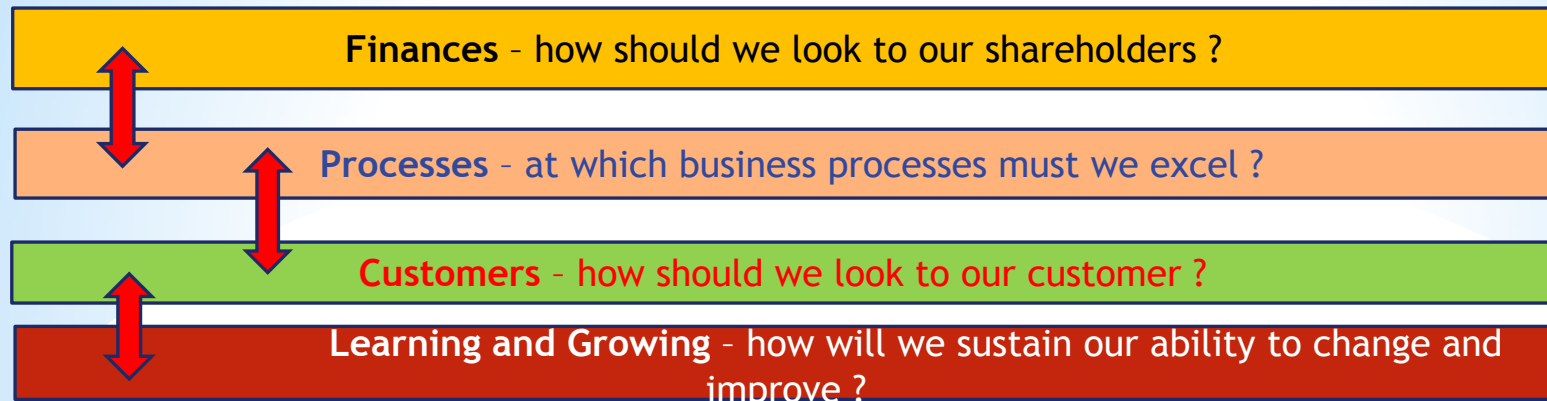 Finances – how should we look to our shareholders ?
Processes – at which business processes must we excel ?
Customers – how should we look to our customer ?
Learning and Growing – how will we sustain our ability to change and
improve ?